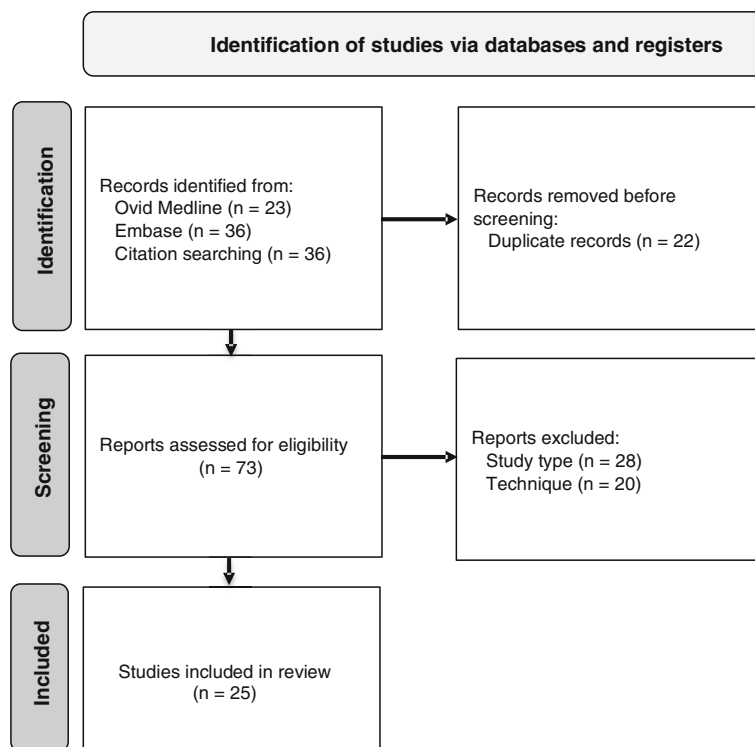 Identification of studies via databases and registers
Identification
Records identified from:
Ovid Medline (n = 23)
Embase (n = 36)
Citation searching (n = 36)
Records removed before
screening:
Duplicate records (n = 22)
Screening
Reports assessed for eligibility
(n = 73)
Reports excluded:
Study type (n = 28)
Technique (n = 20)
Included
Studies included in review
(n = 25)